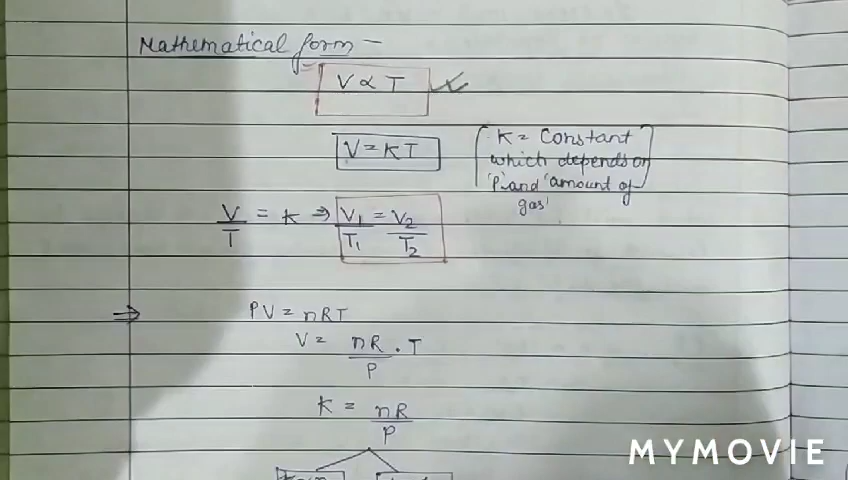 Mathematical form -
V ∝ T
V = KT
K = Constant
which depends on
'P' and 'amount of
gas'
V/T = K ⇒ V₁/T₁ = V₂/T₂
⇒ PV = nRT
V = nR/P . T
K = nR/P
MYMOVIE